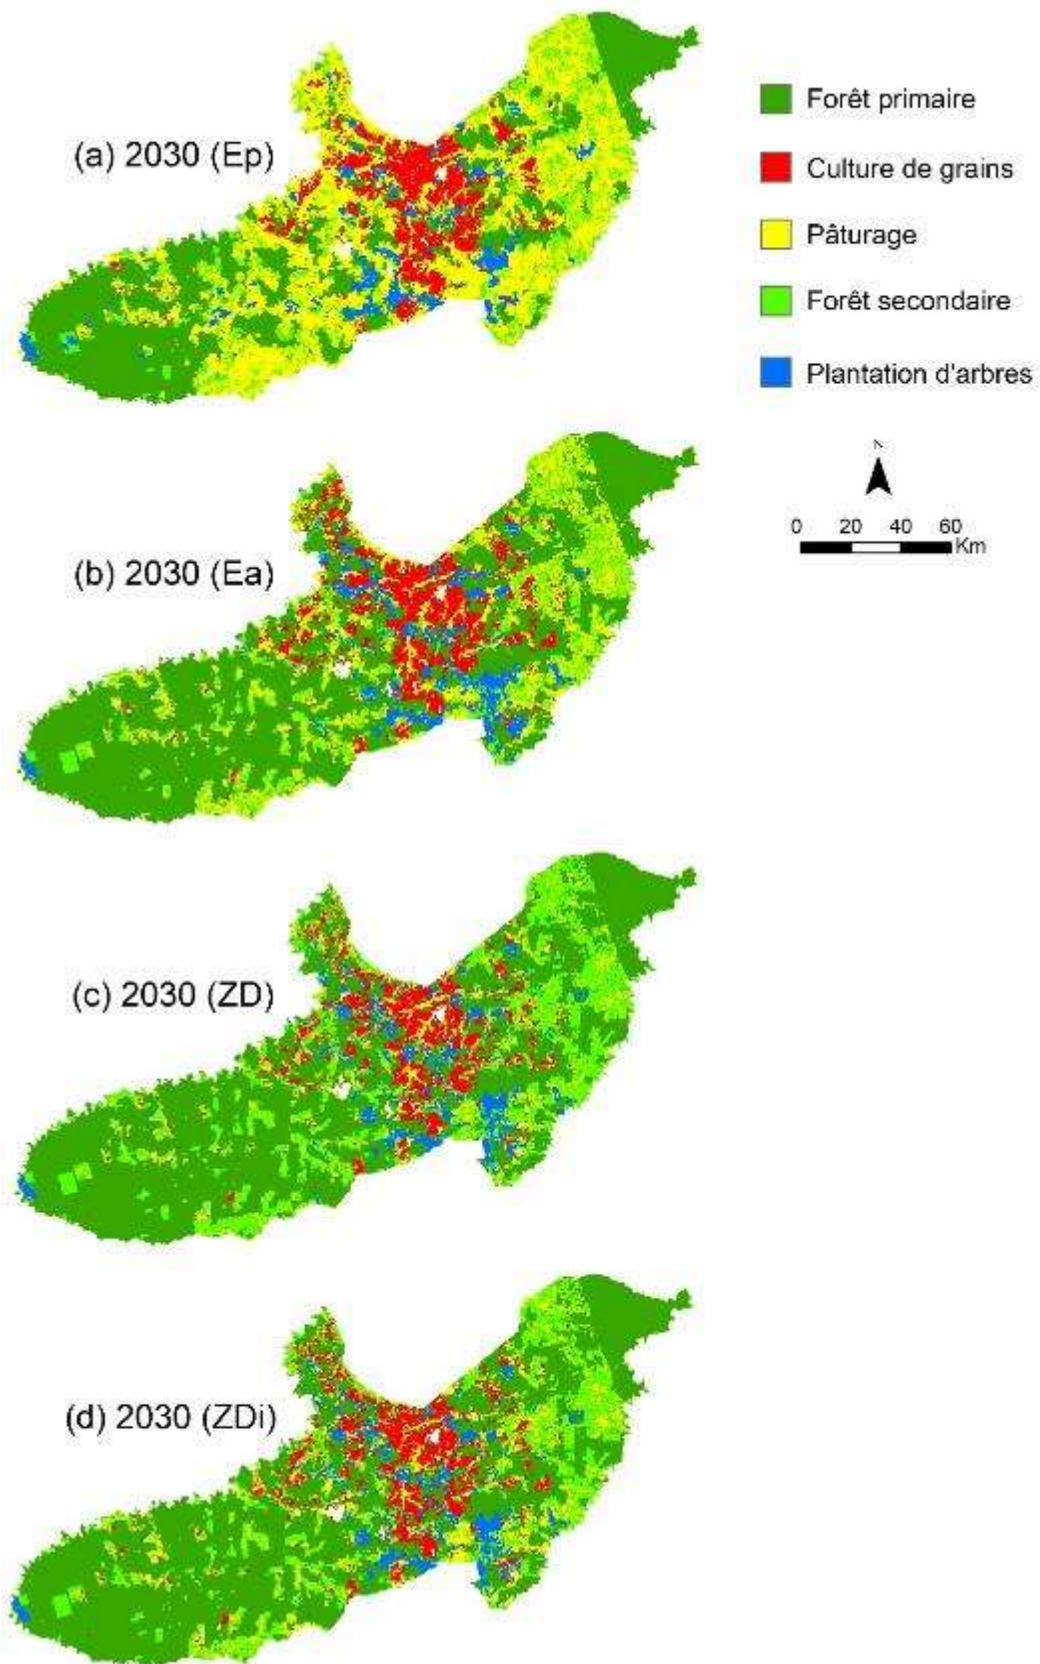 (a) 2030 (Ep)
Forêt primaire
Culture de grains
Pâturage
Forêt secondaire
Plantation d'arbres
N
0 20 40 60
Km
(b) 2030 (Ea)
(c) 2030 (ZD)
(d) 2030 (ZDi)